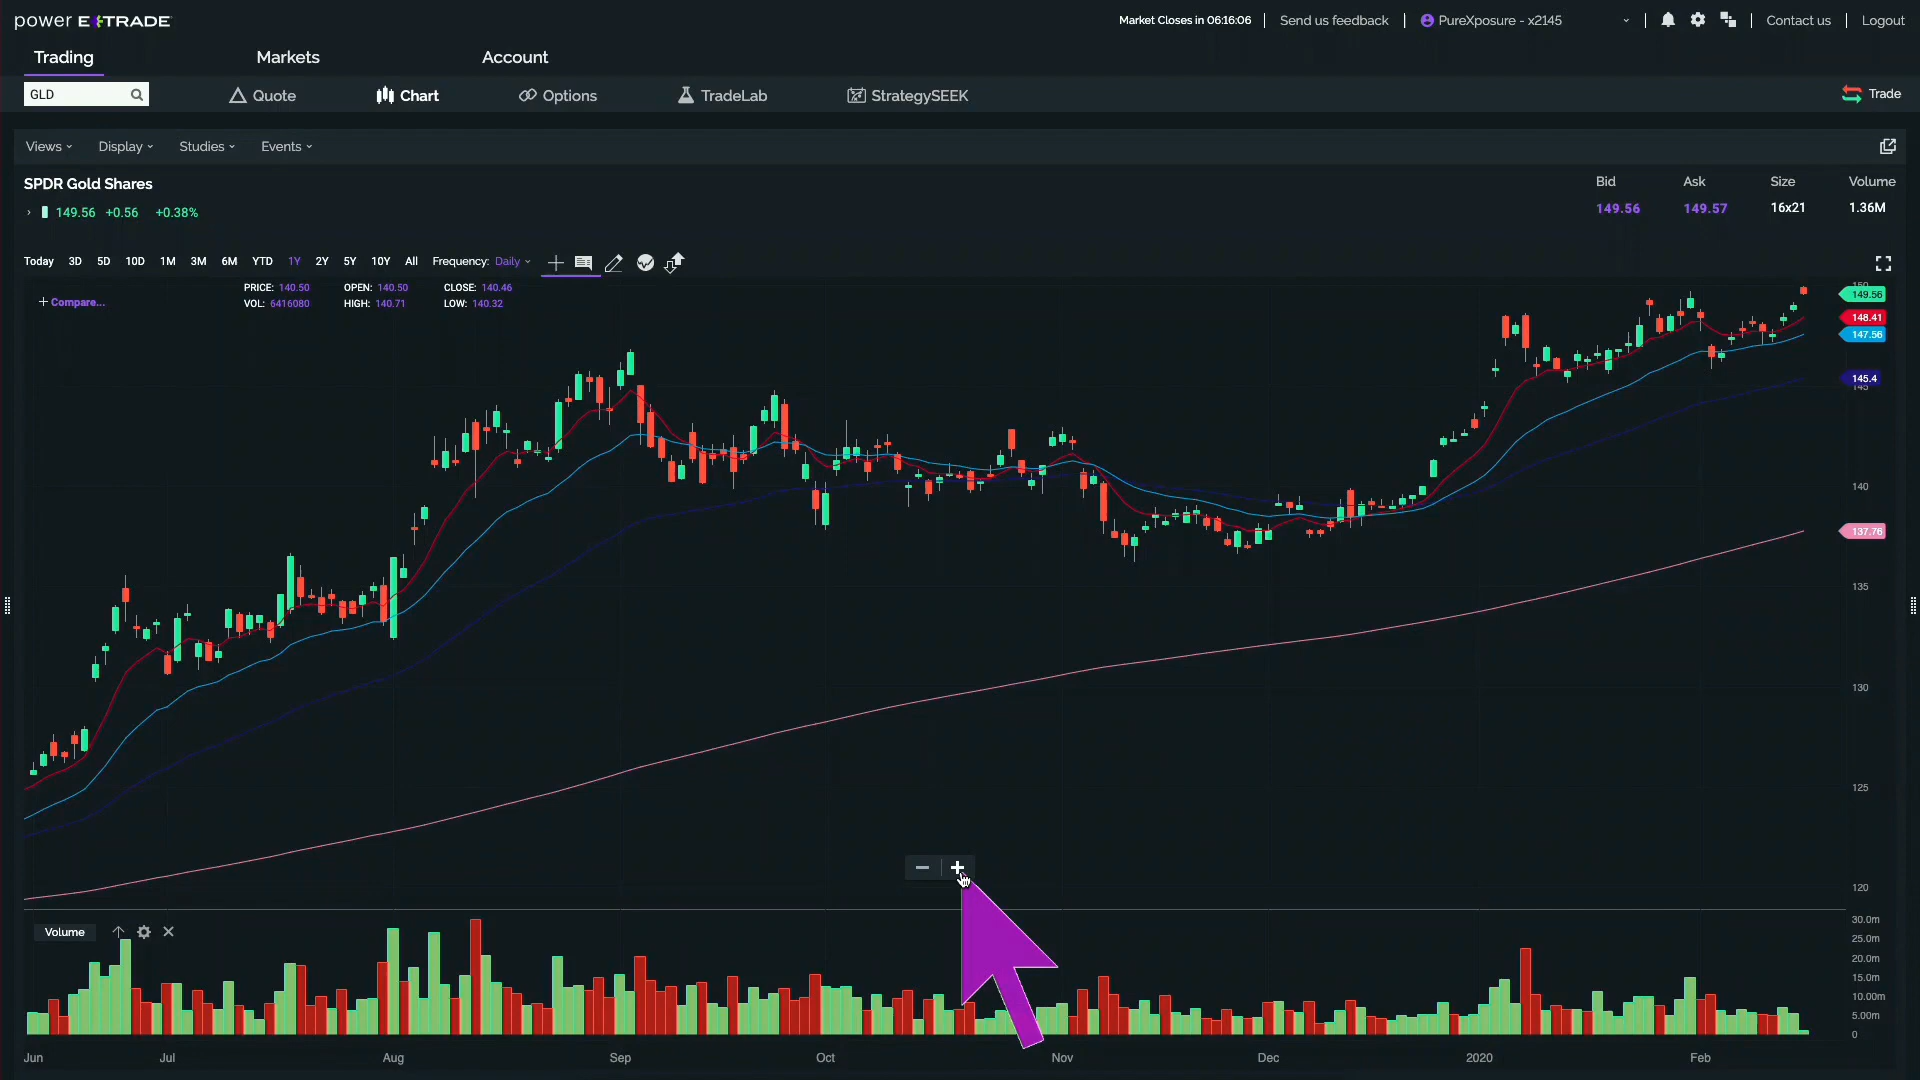 power E*TRADE
Market Closes in 06:16:06
Send us feedback
PureXposure - x2145
Contact us
Logout
Trading
Markets
Account
GLD
Quote
Chart
Options
TradeLab
StrategySEEK
Trade
Views
Display
Studies
Events
SPDR Gold Shares
Bid
Ask
Size
Volume
149.56 +0.56 +0.38%
149.56
149.57
16x21
1.36M
Today 3D 5D 10D 1M 3M 6M YTD 1Y 2Y 5Y 10Y All Frequency: Daily
PRICE: 140.50 OPEN: 140.50 CLOSE: 140.46
VOL: 6416080 HIGH: 140.71 LOW: 140.32
+ Compare...
150
149.56
148.41
147.56
145.4
145
140
137.76
135
130
125
120
Volume
30.0m
25.0m
20.0m
15.0m
10.00m
5.00m
0
Jun Jul Aug Sep Oct Nov Dec 2020 Feb